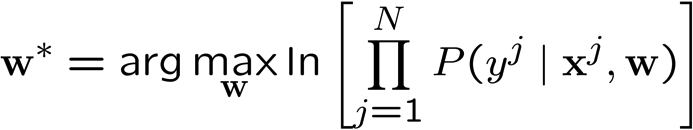 w* = arg max_w ln [ ∏_{j=1}^{N} P(y^j | x^j, w) ]